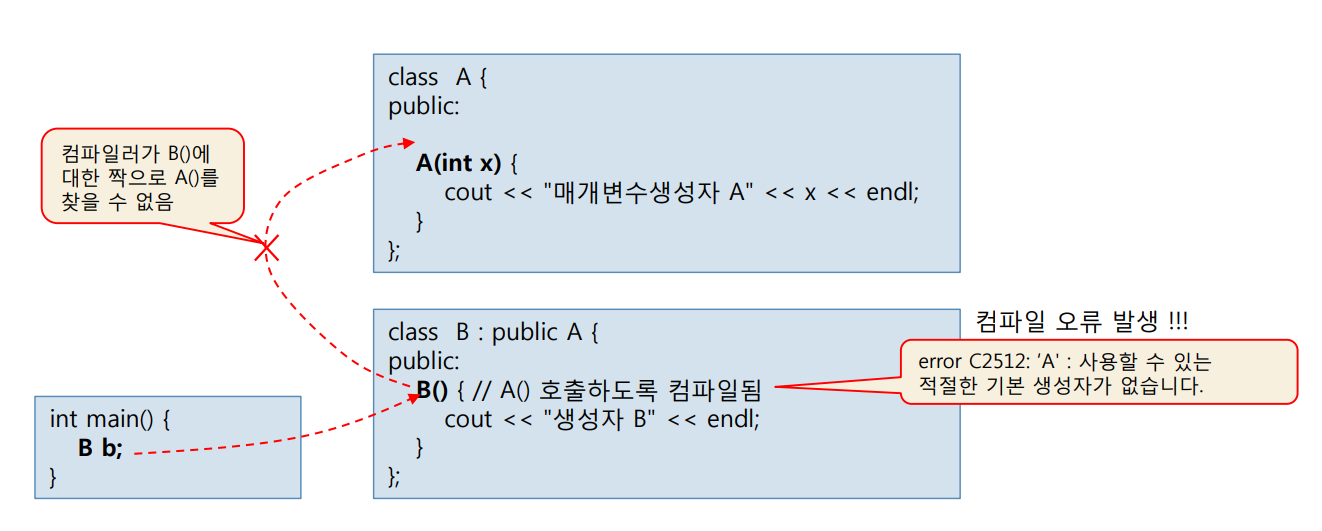 class A {
public:
A(int x) {
cout << "매개변수생성자 A" << x << endl;
}
};
컴파일러가 B()에
대한 짝으로 A()를
찾을 수 없음
class B : public A {
public:
B() { // A() 호출하도록 컴파일됨
cout << "생성자 B" << endl;
}
};
컴파일 오류 발생 !!!
error C2512: 'A' : 사용할 수 있는
적절한 기본 생성자가 없습니다.
int main() {
B b;
}